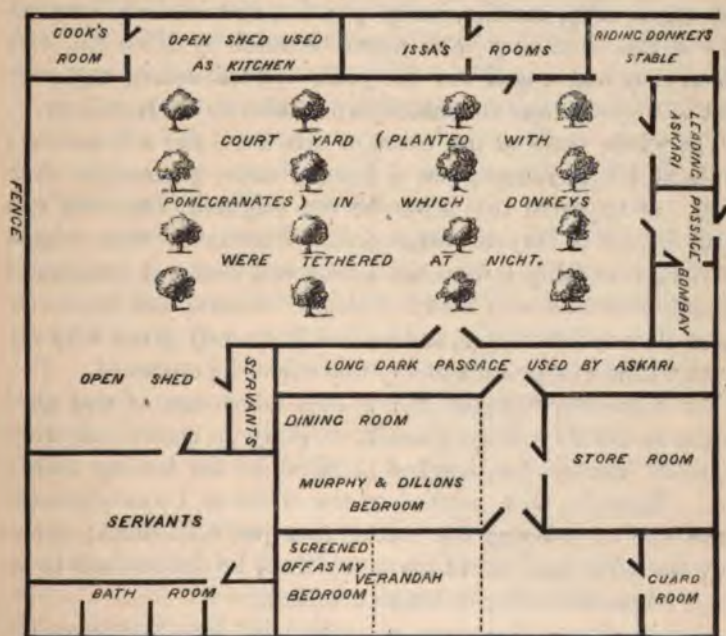 COOK'S
ROOM
OPEN SHED USED
AS KITCHEN
ISSA'S ROOMS
RIDING DONKEYS
STABLE
COURT YARD (PLANTED WITH
POMEGRANATES) IN WHICH DONKEYS
WERE TETHERED AT NIGHT.
LEADING
ASKARI
PASSAGE
BOMBAY
FENCE
LONG DARK PASSAGE USED BY ASKARI
OPEN SHED
SERVANTS
DINING ROOM
MURPHY & DILLONS
BEDROOM
STORE ROOM
SERVANTS
SCREENED
OFF AS MY
BEDROOM
VERANDAH
GUARD
ROOM
BATH ROOM